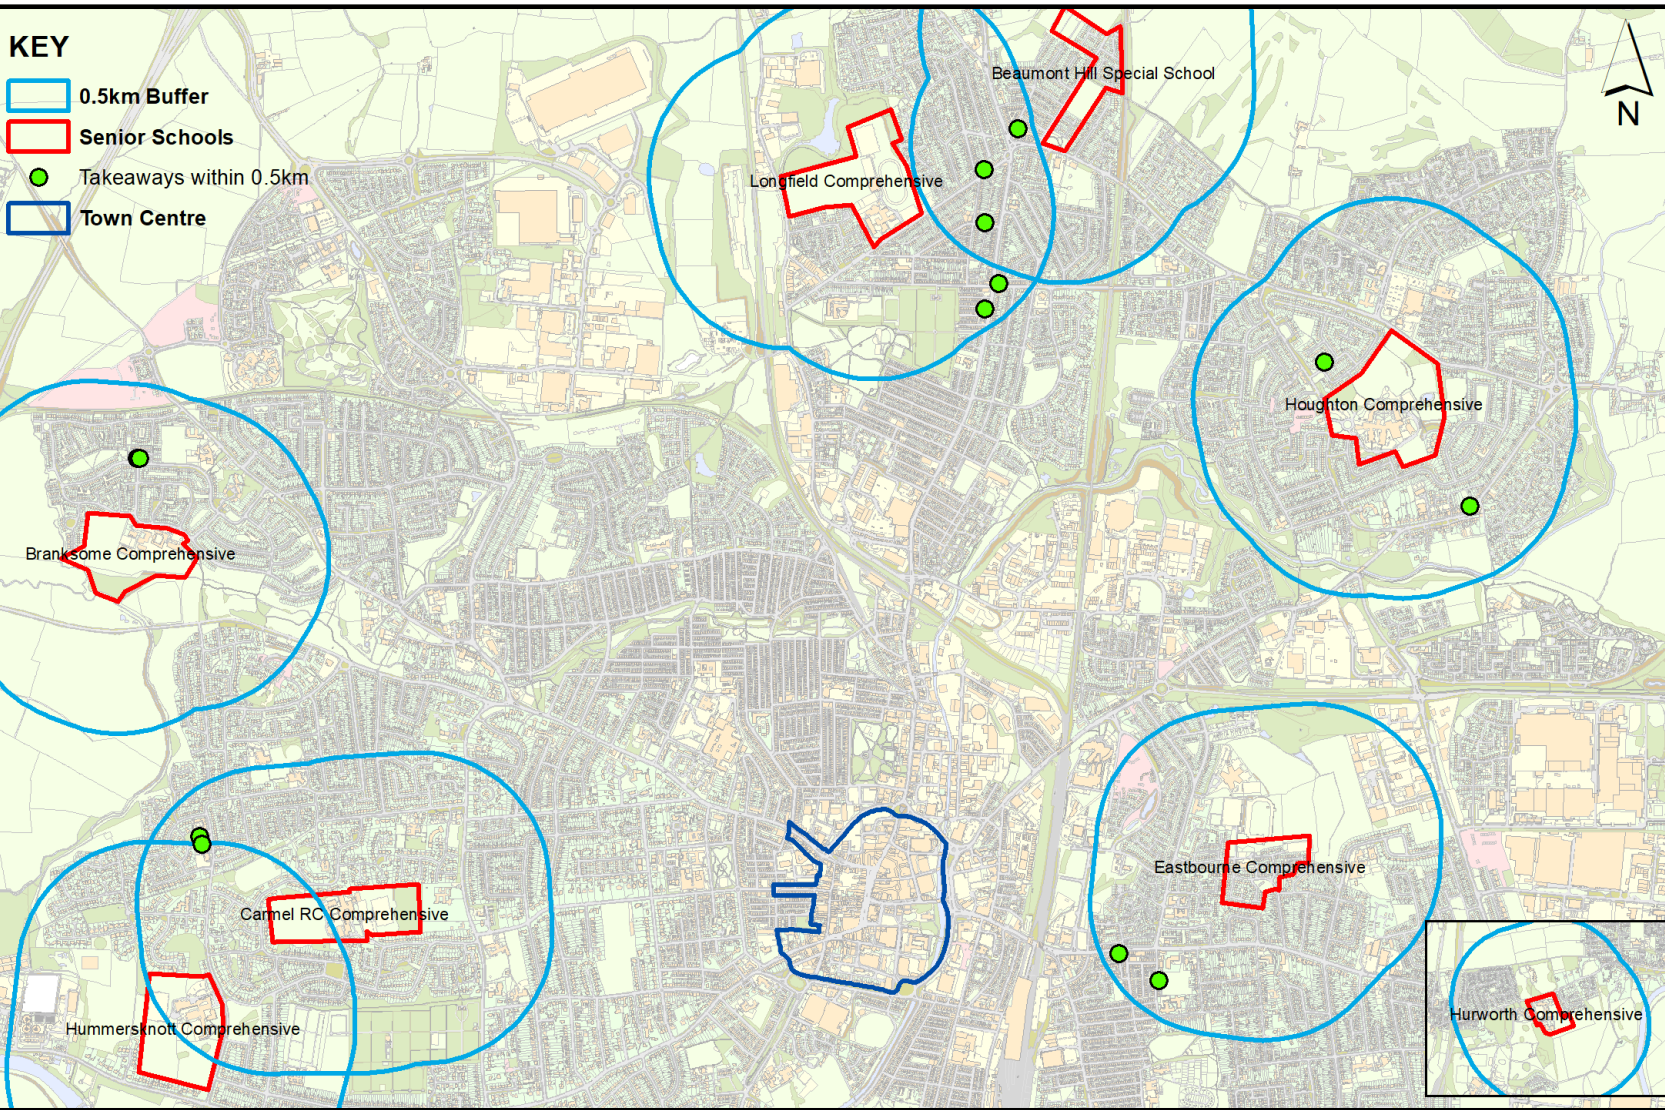 KEY
0.5km Buffer
Senior Schools
Takeaways within 0.5km
Town Centre
N
Beaumont Hill Special School
Longfield Comprehensive
Houghton Comprehensive
Branksome Comprehensive
Eastbourne Comprehensive
Carmel RC Comprehensive
Hurworth Comprehensive
Hummersknott Comprehensive